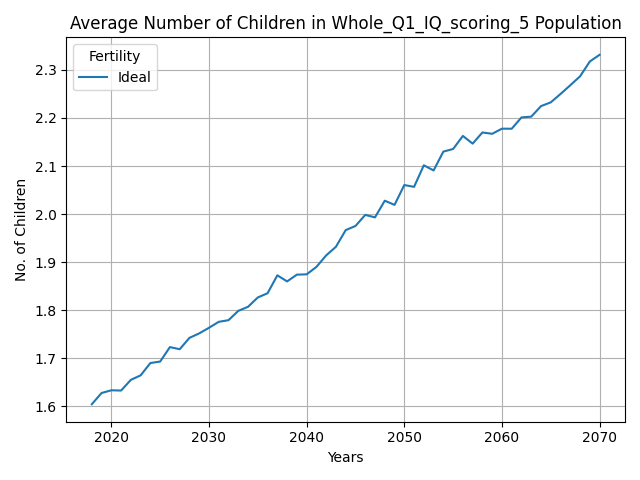 Average Number of Children in Whole_Q1_IQ_scoring_5 Population
Fertility
Ideal
2.3
2.2
2.1
2.0
1.9
1.8
1.7
1.6
No. of Children
2020 2030 2040 2050 2060 2070
Years